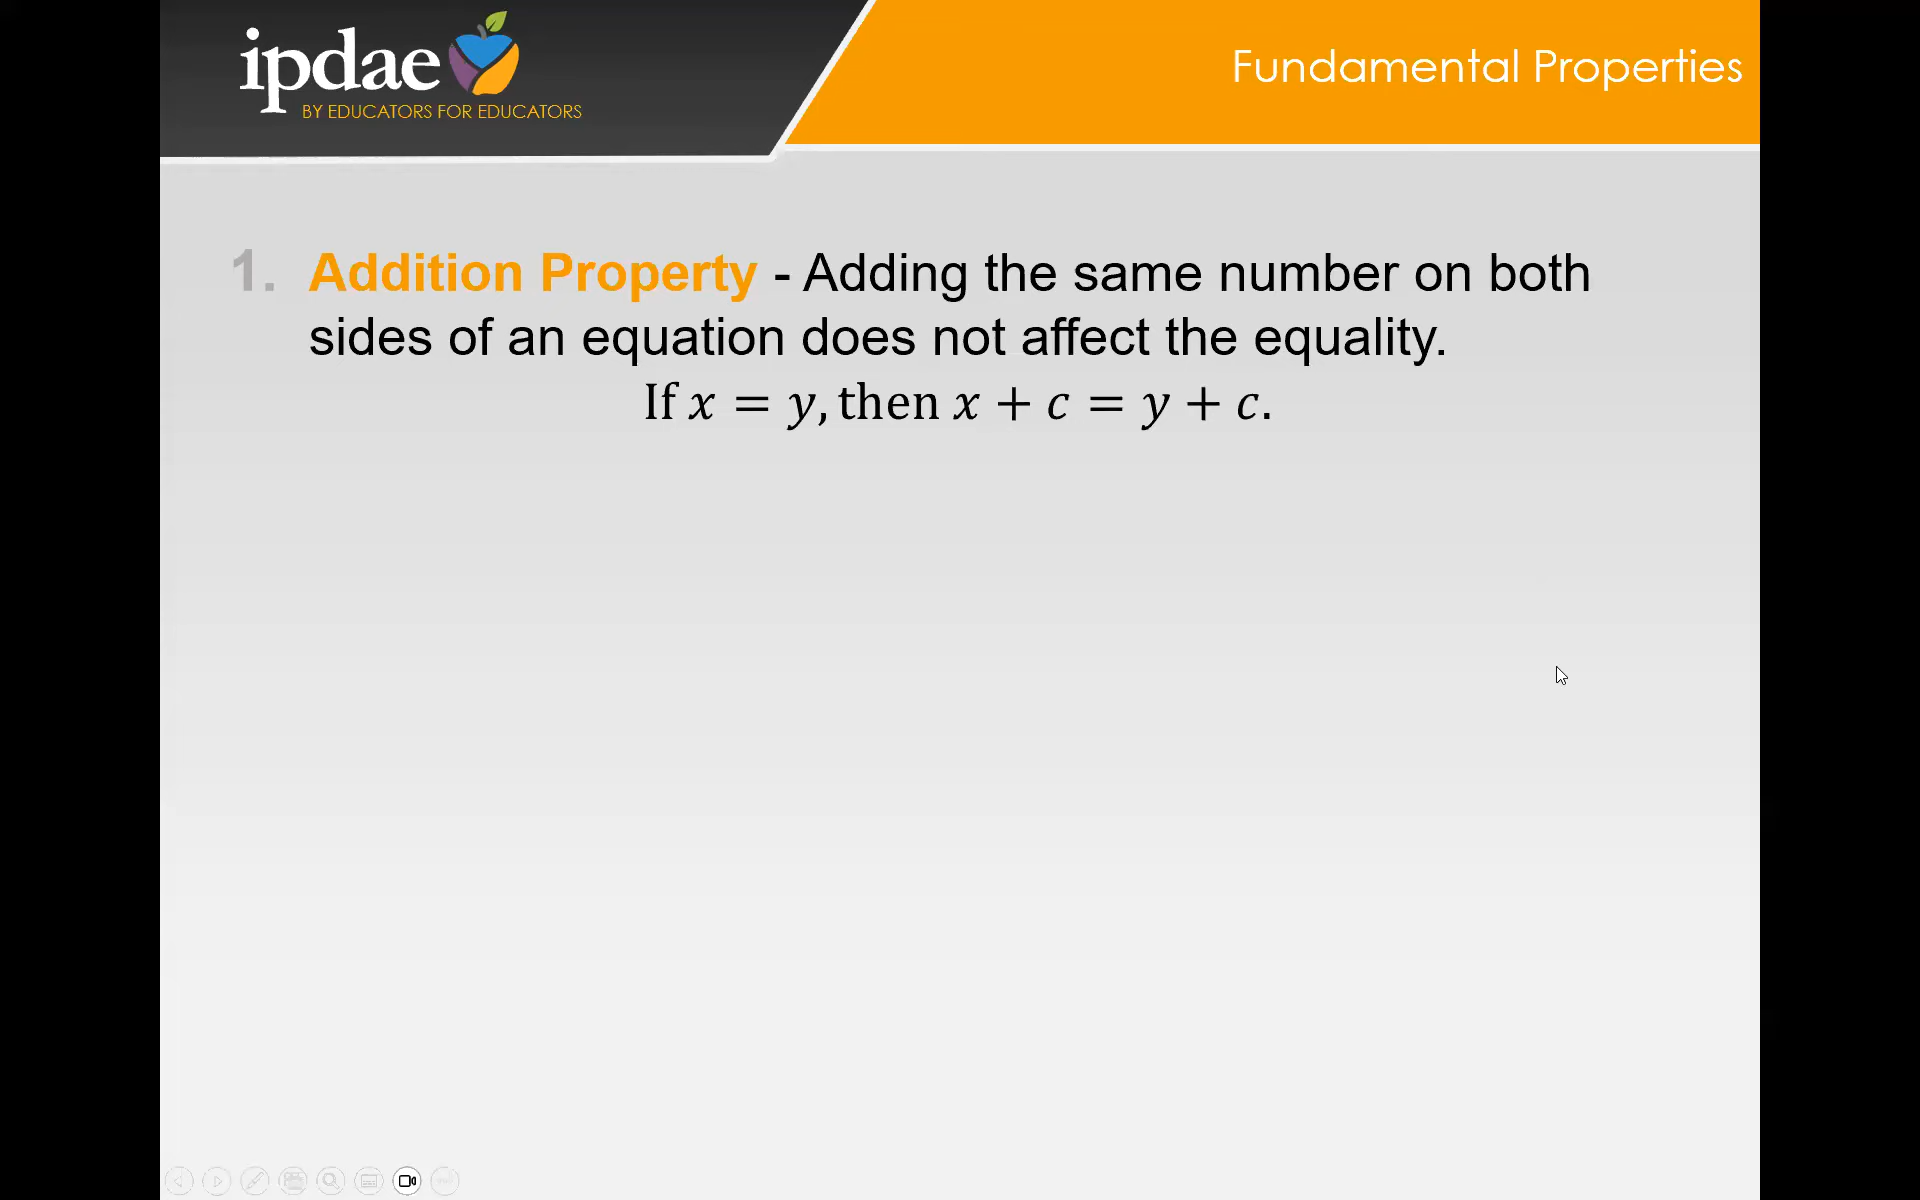 ipdae
BY EDUCATORS FOR EDUCATORS
Fundamental Properties
1. Addition Property - Adding the same number on both
sides of an equation does not affect the equality.
If x = y, then x + c = y + c.